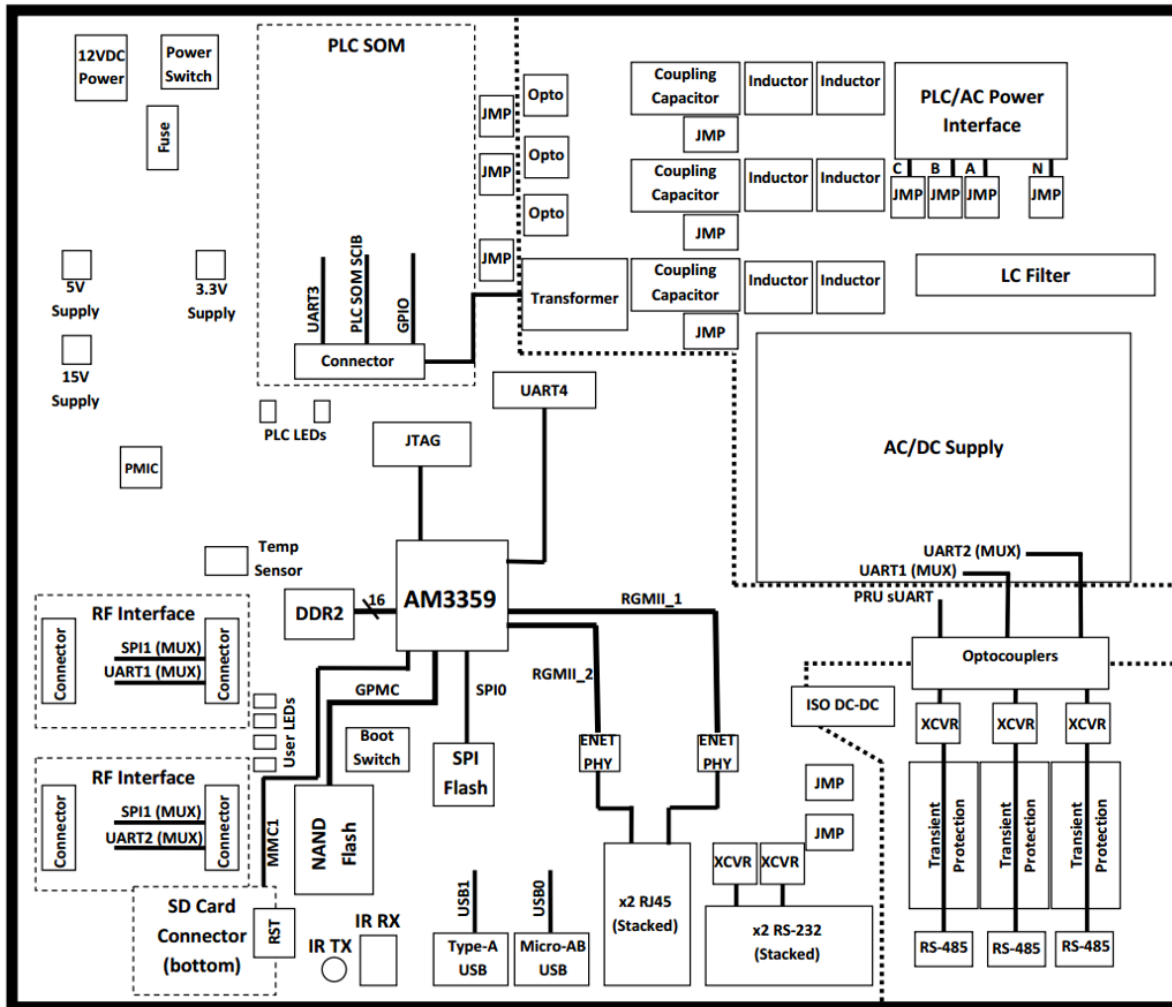 12VDC
Power
Power
Switch
Fuse
PLC SOM
JMP
JMP
JMP
Opto
Opto
Opto
Coupling
Capacitor
Inductor
Inductor
JMP
Coupling
Capacitor
Inductor
Inductor
JMP
Transformer
Coupling
Capacitor
Inductor
Inductor
JMP
PLC/AC Power
Interface
C
B
A
N
JMP
JMP
JMP
JMP
LC Filter
5V
Supply
3.3V
Supply
15V
Supply
UART3
PLC SOM SCIB
GPIO
Connector
PLC LEDs
UART4
JTAG
PMIC
AC/DC Supply
UART2 (MUX)
UART1 (MUX)
PRU sUART
Temp
Sensor
DDR2
16
AM3359
RGMII_1
RGMII_2
RF Interface
Connector
SPI1 (MUX)
UART1 (MUX)
Connector
GPMC
SPI0
User LEDs
Boot
Switch
SPI
Flash
ENET
PHY
ENET
PHY
Optocouplers
ISO DC-DC
XCVR
XCVR
XCVR
RF Interface
Connector
SPI1 (MUX)
UART2 (MUX)
Connector
MMC1
NAND
Flash
JMP
JMP
Transient
Protection
Transient
Protection
Transient
Protection
XCVR
XCVR
SD Card
Connector
(bottom)
RST
IR TX
IR RX
USB1
Type-A
USB
USB0
Micro-AB
USB
x2 RJ45
(Stacked)
x2 RS-232
(Stacked)
RS-485
RS-485
RS-485